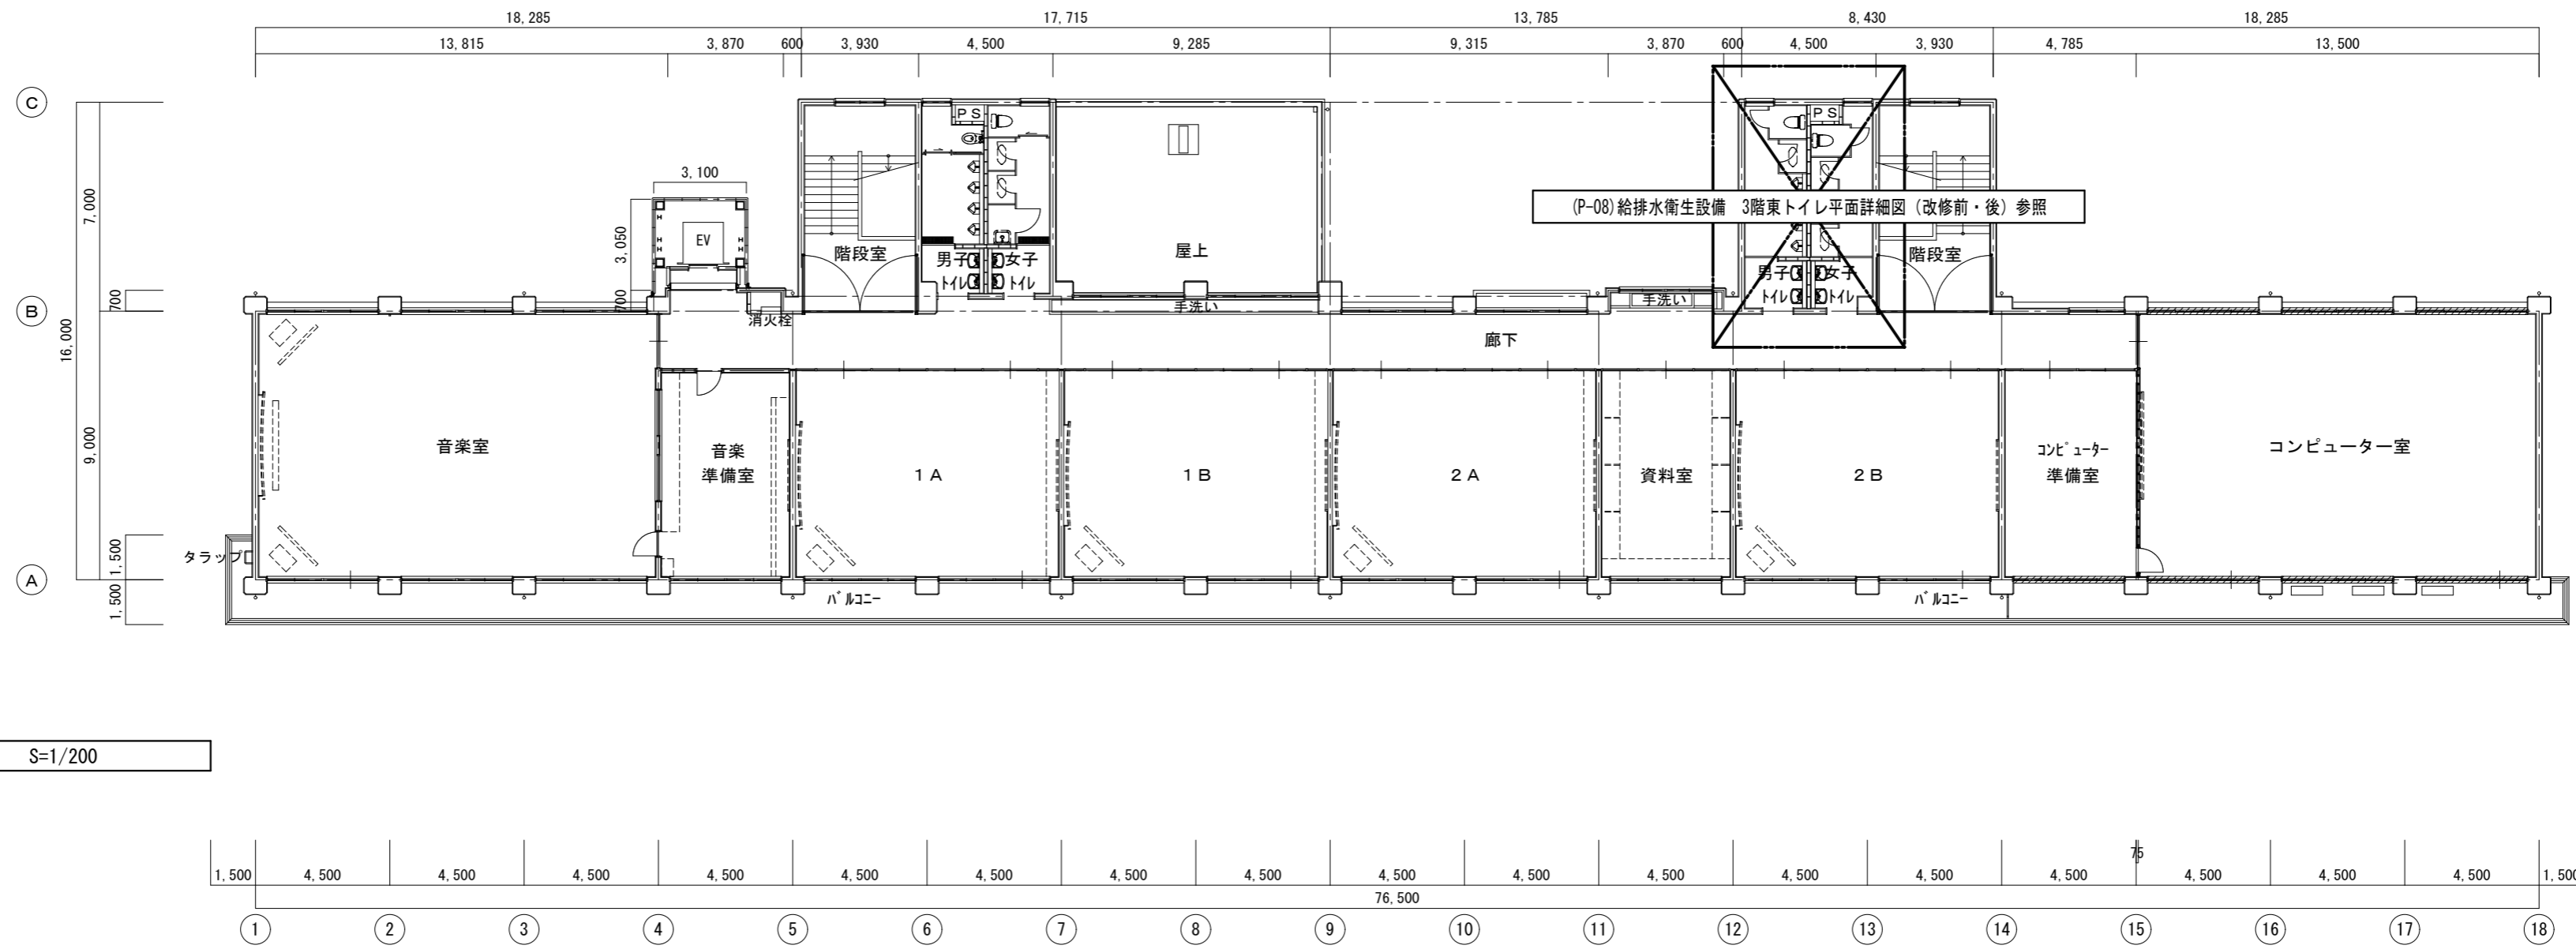 18,285 17,715 13,785 8,430 18,285
13,815 3,870 600 3,930 4,500 9,285 9,315 3,870 600 4,500 3,930 4,785 13,500
C
PS
PS
7,000
3,100
(P-08)給排水衛生設備 3階東トイレ平面詳細図（改修前・後）参照
3,050
EV
階段室
屋上
階段室
男子
トイレ
女子
トイレ
男子
トイレ
女子
トイレ
700
700
B
消火栓
手洗い
手洗い
16,000
廊下
9,000
音楽室
音楽
準備室
1A
1B
2A
資料室
2B
コンピューター
準備室
コンピューター室
1,500
タラップ
A
1,500
バルコニー
バルコニー
S=1/200
75
1,500 4,500 4,500 4,500 4,500 4,500 4,500 4,500 4,500 4,500 4,500 4,500 4,500 4,500 4,500 4,500 4,500 4,500 1,500
76,500
1 2 3 4 5 6 7 8 9 10 11 12 13 14 15 16 17 18